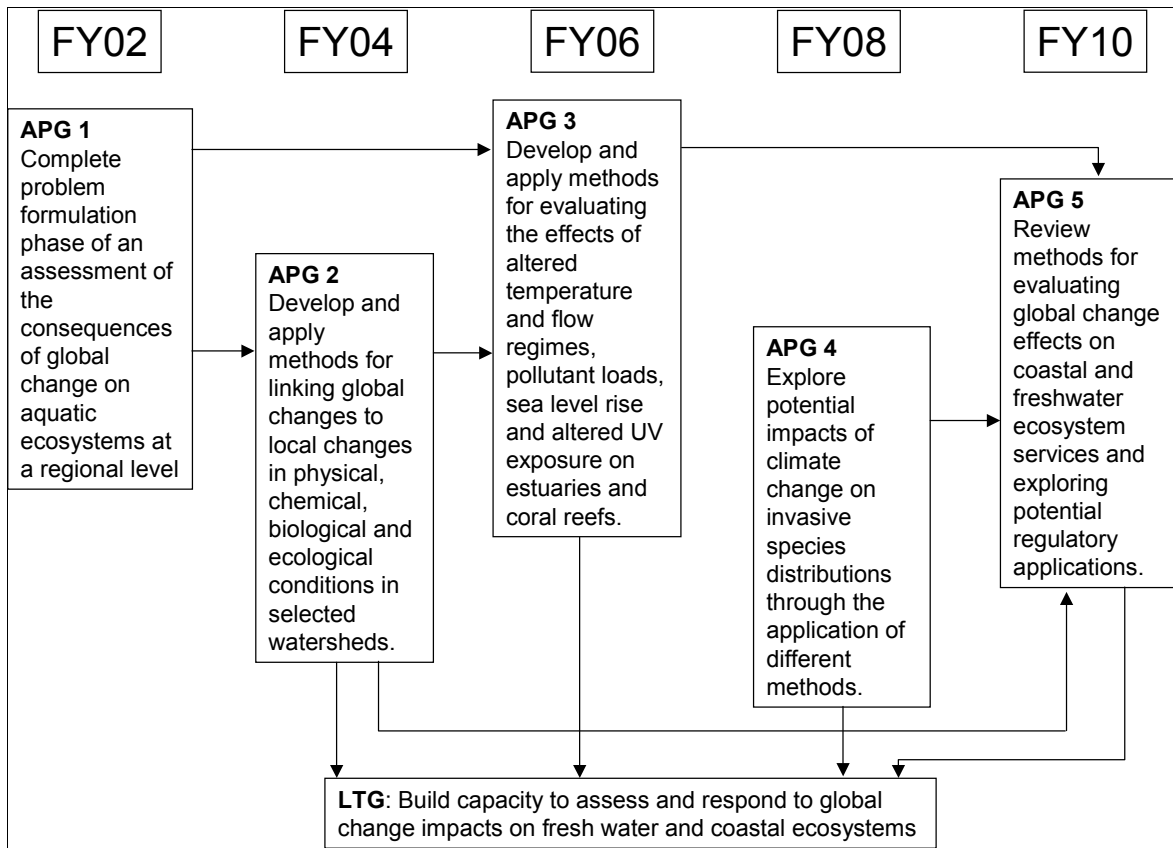 FY02
FY04
FY06
FY08
FY10
APG 1
Complete
problem
formulation
phase of an
assessment of
the
consequences
of global
change on
aquatic
ecosystems at
a regional level
APG 2
Develop and
apply
methods for
linking global
changes to
local changes
in physical,
chemical,
biological and
ecological
conditions in
selected
watersheds.
APG 3
Develop and
apply methods
for evaluating
the effects of
altered
temperature
and flow
regimes,
pollutant loads,
sea level rise
and altered UV
exposure on
estuaries and
coral reefs.
APG 4
Explore
potential
impacts of
climate
change on
invasive
species
distributions
through the
application of
different
methods.
APG 5
Review
methods for
evaluating
global change
effects on
coastal and
freshwater
ecosystem
services and
exploring
potential
regulatory
applications.
LTG: Build capacity to assess and respond to global
change impacts on fresh water and coastal ecosystems